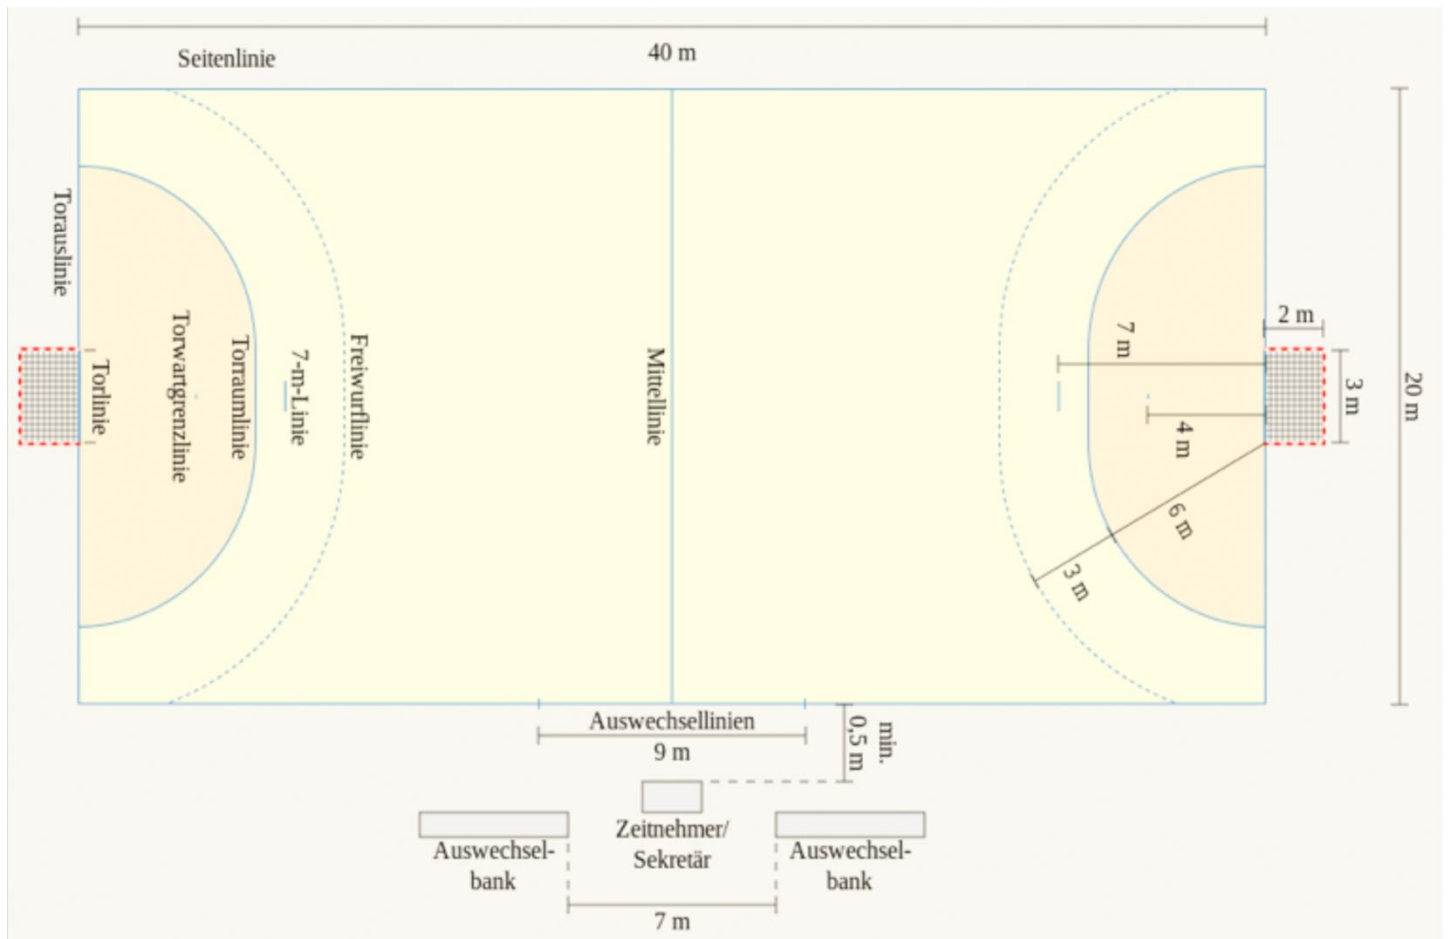 40 m
Seitenlinie
Torauslinie
Torlinie
Torwartgrenzlinie
Torraumlinie
7-m-Linie
Freiwurflinie
Mittellinie
7 m
4 m
6 m
3 m
2 m
3 m
20 m
Auswechsellinien
9 m
min.
0,5 m
Zeitnehmer/
Sekretär
Auswechsel-
bank
Auswechsel-
bank
7 m